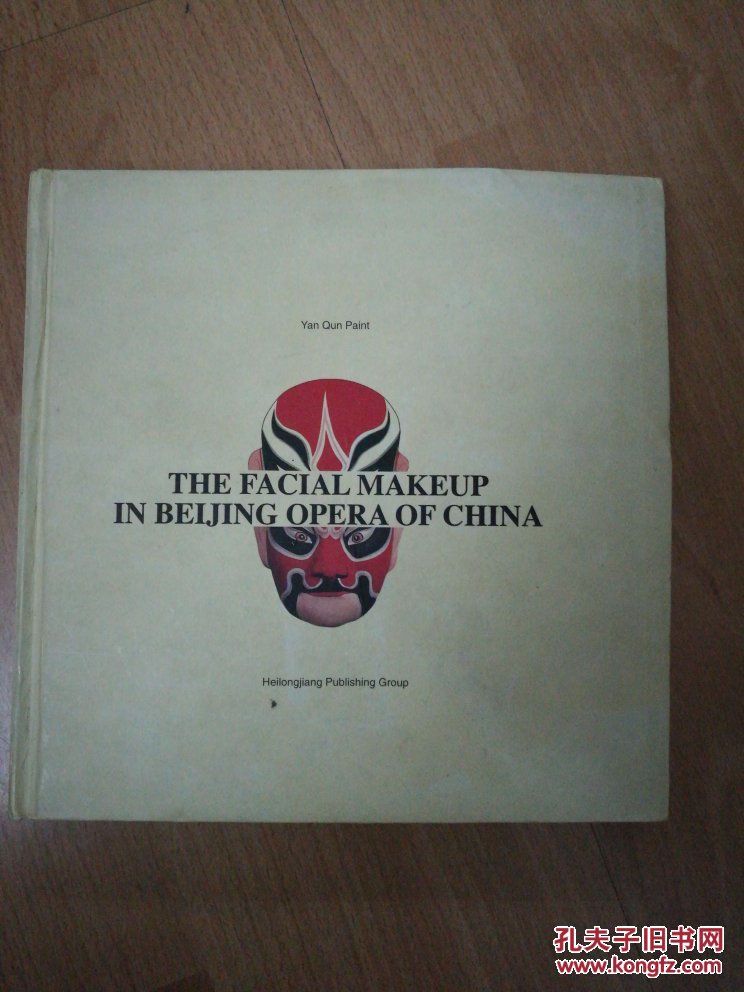 Yan Qun Paint
THE FACIAL MAKEUP
IN BEIJING OPERA OF CHINA
Heilongjiang Publishing Group
孔夫子旧书网
www.kongfz.com